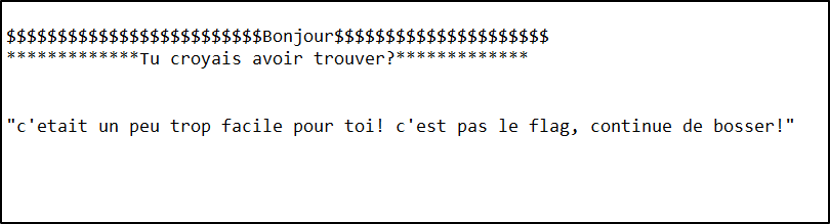 $$$$$$$$$$$$$$$$$$$$$$$$$Bonjour$$$$$$$$$$$$$$$$$$$$$
*************Tu croyais avoir trouver?*************
"c'etait un peu trop facile pour toi! c'est pas le flag, continue de bosser!"